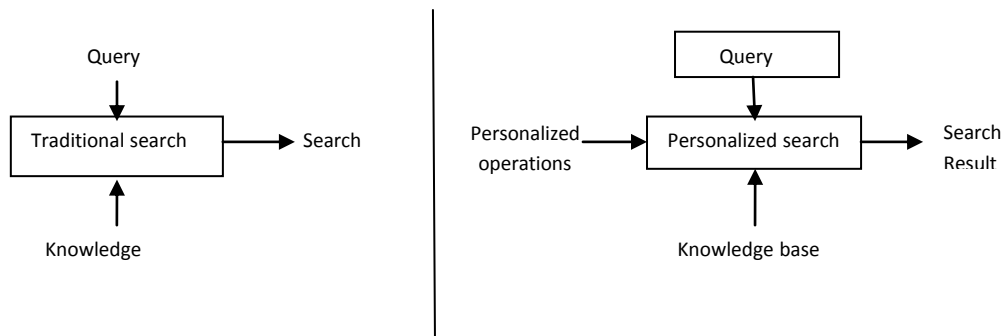 Query
Traditional search
Search
Knowledge
Query
Personalized
operations
Personalized search
Search
Result
Knowledge base